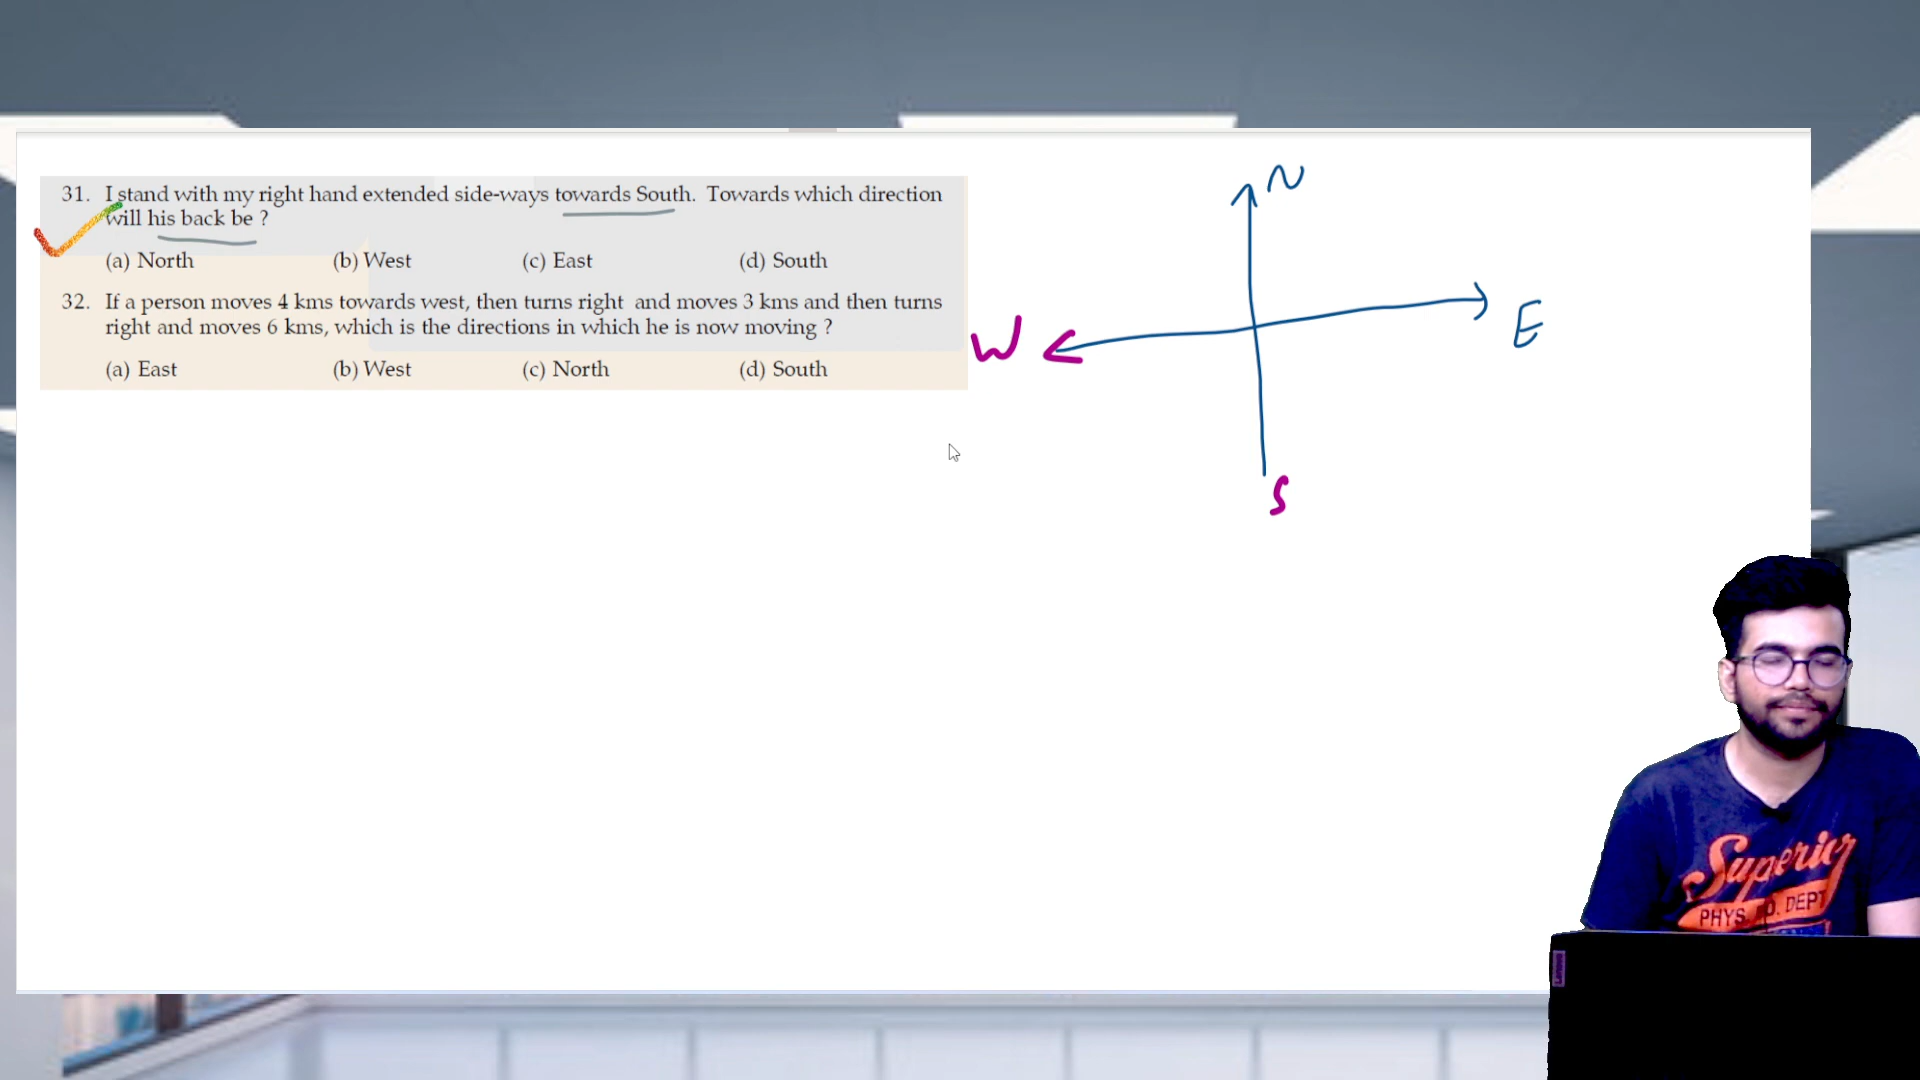 31. I stand with my right hand extended side-ways towards South. Towards which direction
will his back be ?
(a) North (b) West (c) East (d) South
32. If a person moves 4 kms towards west, then turns right and moves 3 kms and then turns
right and moves 6 kms, which is the directions in which he is now moving ?
(a) East (b) West (c) North (d) South
N
W
E
S
Superior
PHYS. ED. DEPT